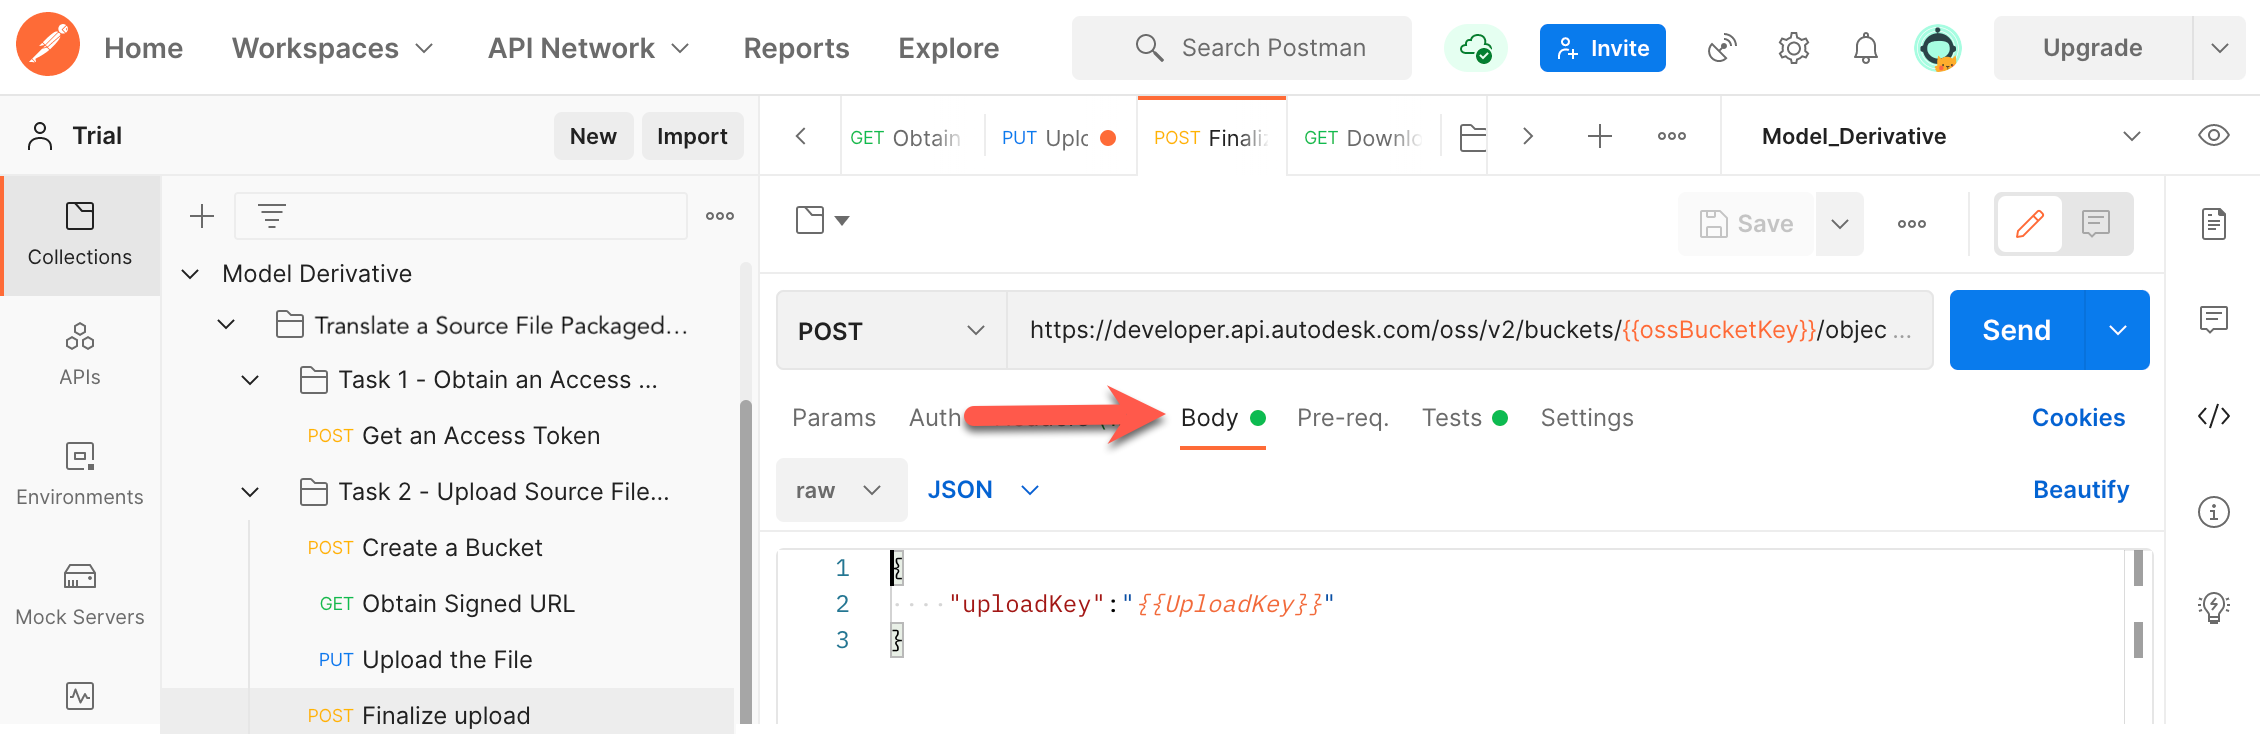 Home Workspaces API Network Reports Explore Search Postman Invite Upgrade
Trial New Import
GET Obtain PUT Uplo POST Finali GET Downlo Model_Derivative
Collections
Model Derivative
Save
Translate a Source File Packaged...
POST https://developer.api.autodesk.com/oss/v2/buckets/{{ossBucketKey}}/objec ... Send
APIs
Task 1 - Obtain an Access ...
Params Auth Body Pre-req. Tests Settings Cookies
POST Get an Access Token
Environments
Task 2 - Upload Source File...
raw JSON Beautify
POST Create a Bucket
1 {
GET Obtain Signed URL
2 "uploadKey":"{{UploadKey}}"
Mock Servers
3 }
PUT Upload the File
POST Finalize upload